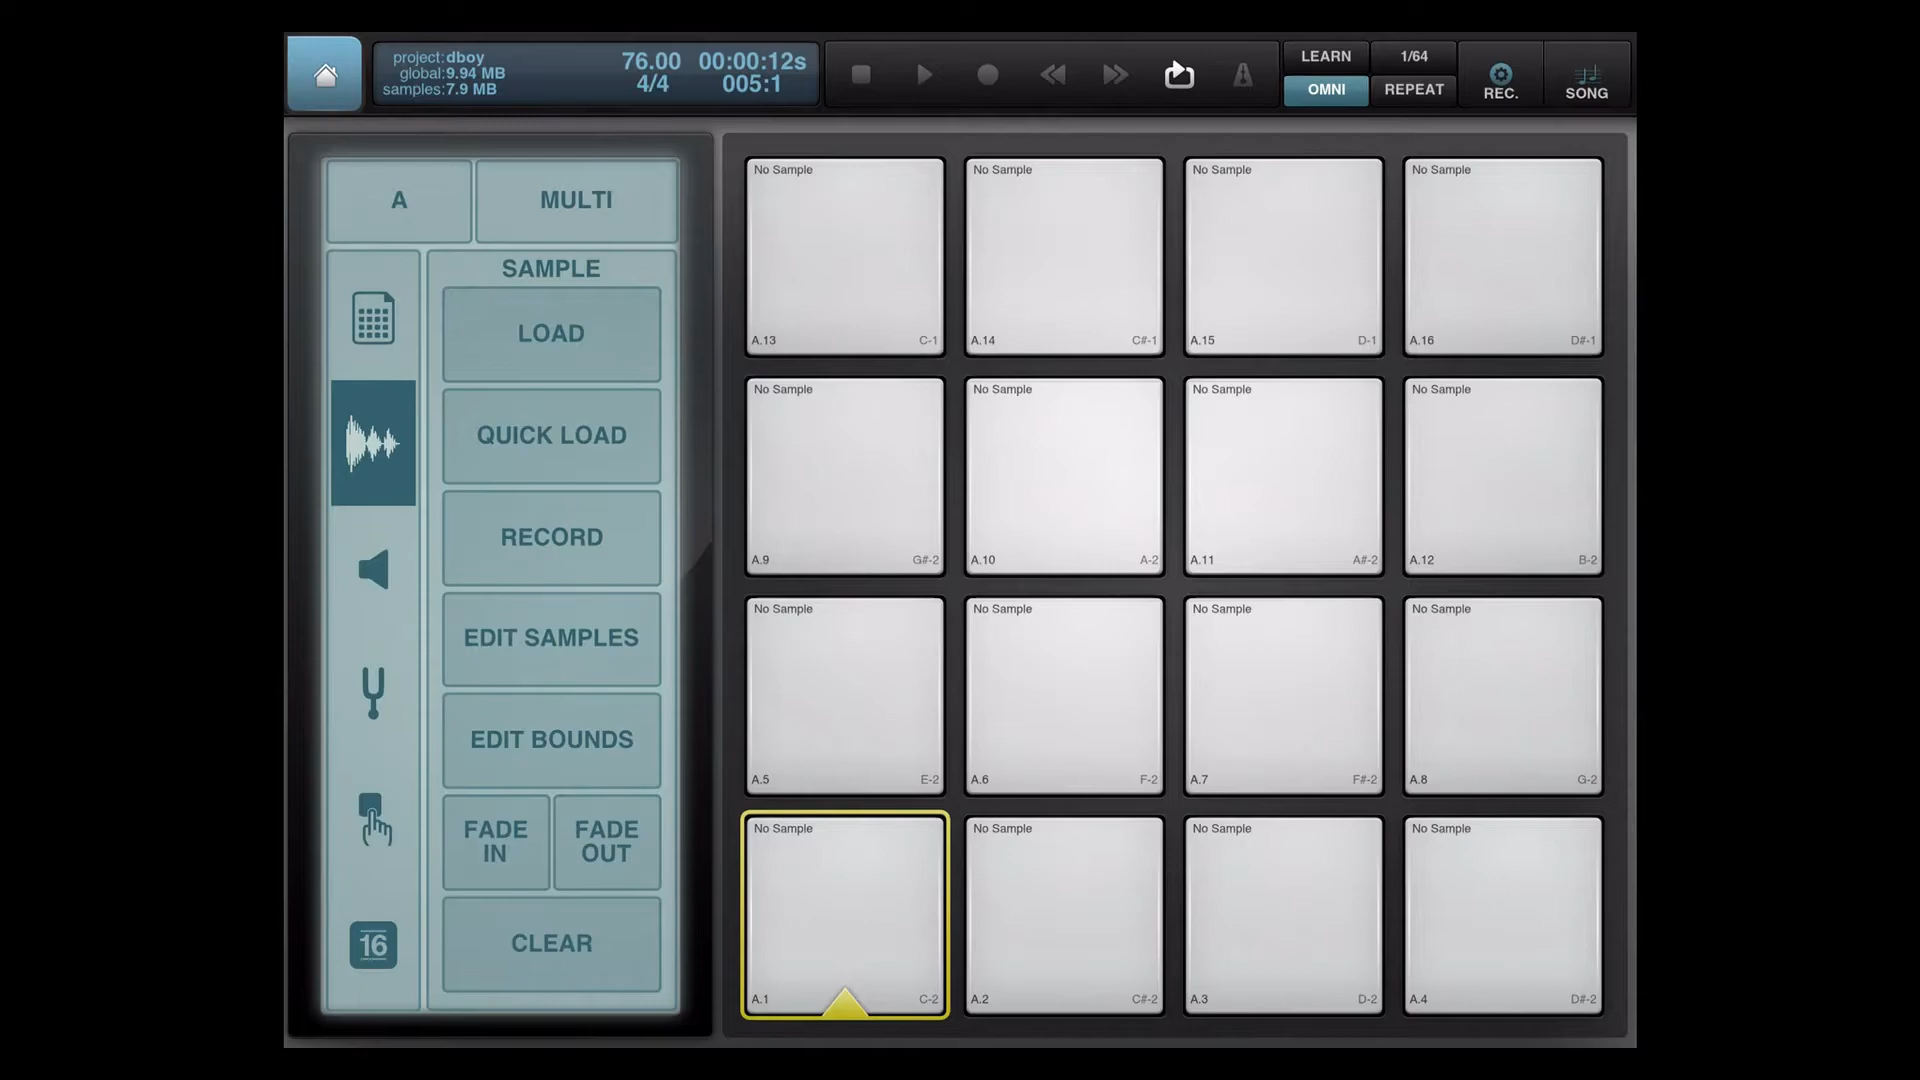 project: dboy
global: 9.94 MB
samples: 7.9 MB
76.00 00:00:12s
4/4 005:1
LEARN
OMNI
1/64
REPEAT
REC.
SONG
A
MULTI
SAMPLE
LOAD
QUICK LOAD
RECORD
EDIT SAMPLES
EDIT BOUNDS
FADE
IN
FADE
OUT
CLEAR
16
No Sample
A.13 C-1
No Sample
A.14 C#-1
No Sample
A.15 D-1
No Sample
A.16 D#-1
No Sample
A.9 G#-2
No Sample
A.10 A-2
No Sample
A.11 A#-2
No Sample
A.12 B-2
No Sample
A.5 E-2
No Sample
A.6 F-2
No Sample
A.7 F#-2
No Sample
A.8 G-2
No Sample
A.1 C-2
No Sample
A.2 C#-2
No Sample
A.3 D-2
No Sample
A.4 D#-2